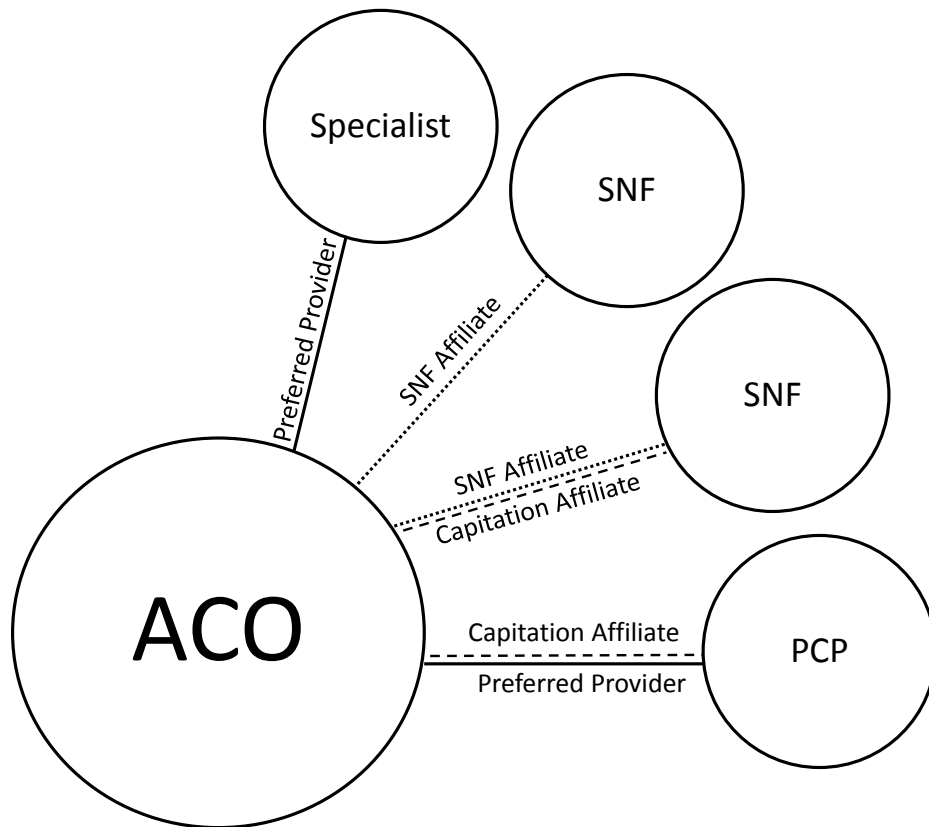 Specialist
SNF
Preferred Provider
SNF Affiliate
SNF
SNF Affiliate
Capitation Affiliate
ACO
Capitation Affiliate
PCP
Preferred Provider